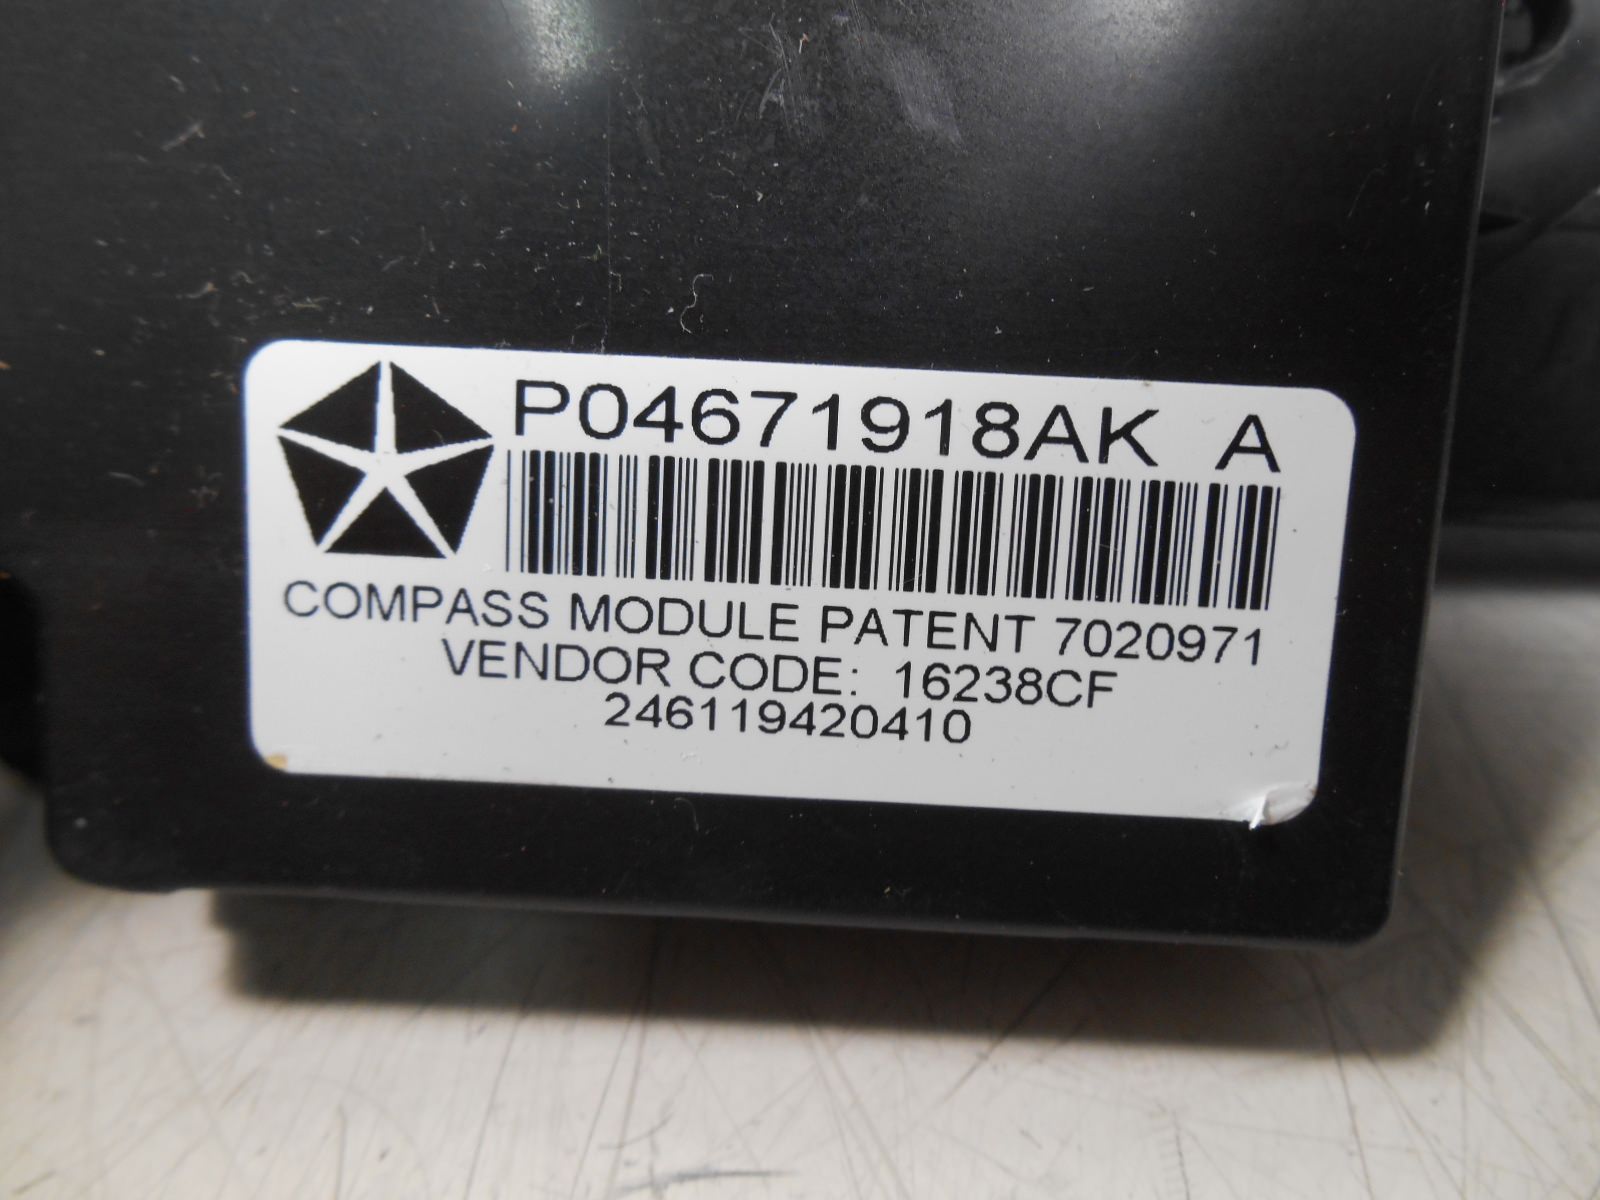 P04671918AK A
COMPASS MODULE PATENT 7020971
VENDOR CODE: 16238CF
246119420410